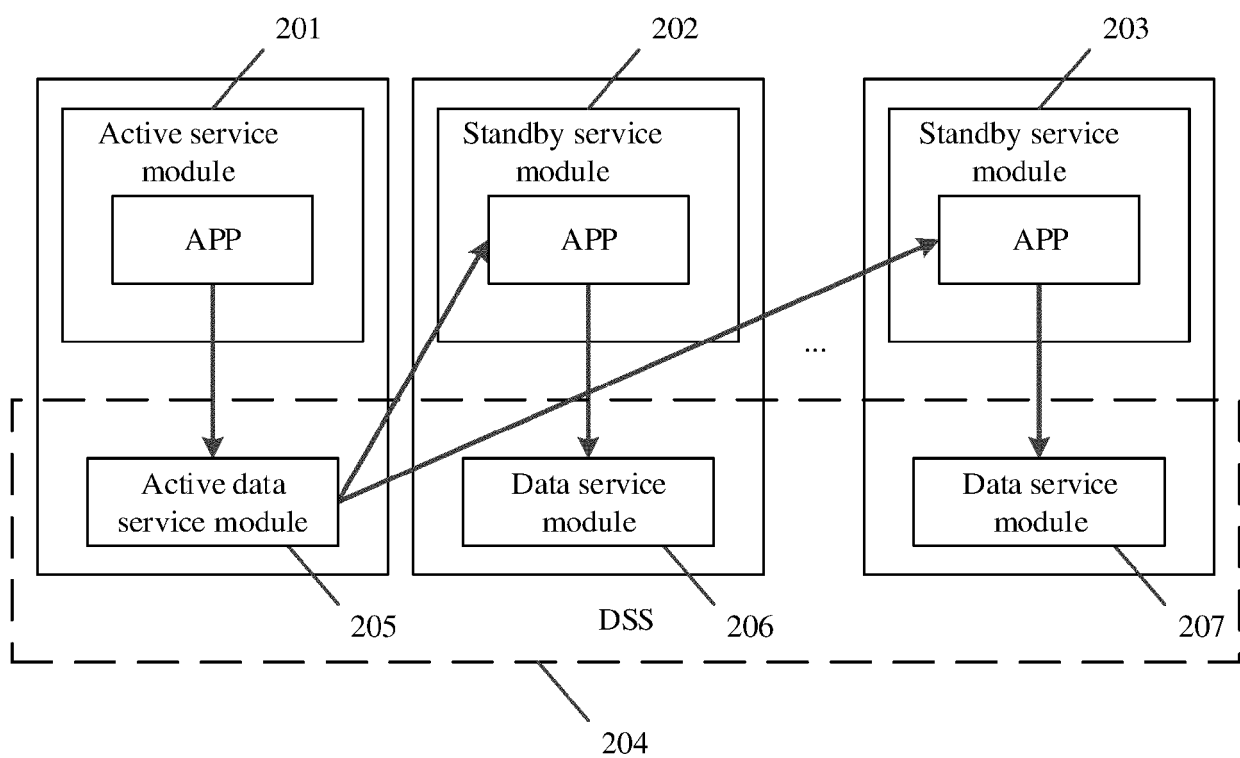 201
202
203
Active service
module
APP
Standby service
module
APP
Standby service
module
APP
...
Active data
service module
Data service
module
Data service
module
205
DSS
206
207
204